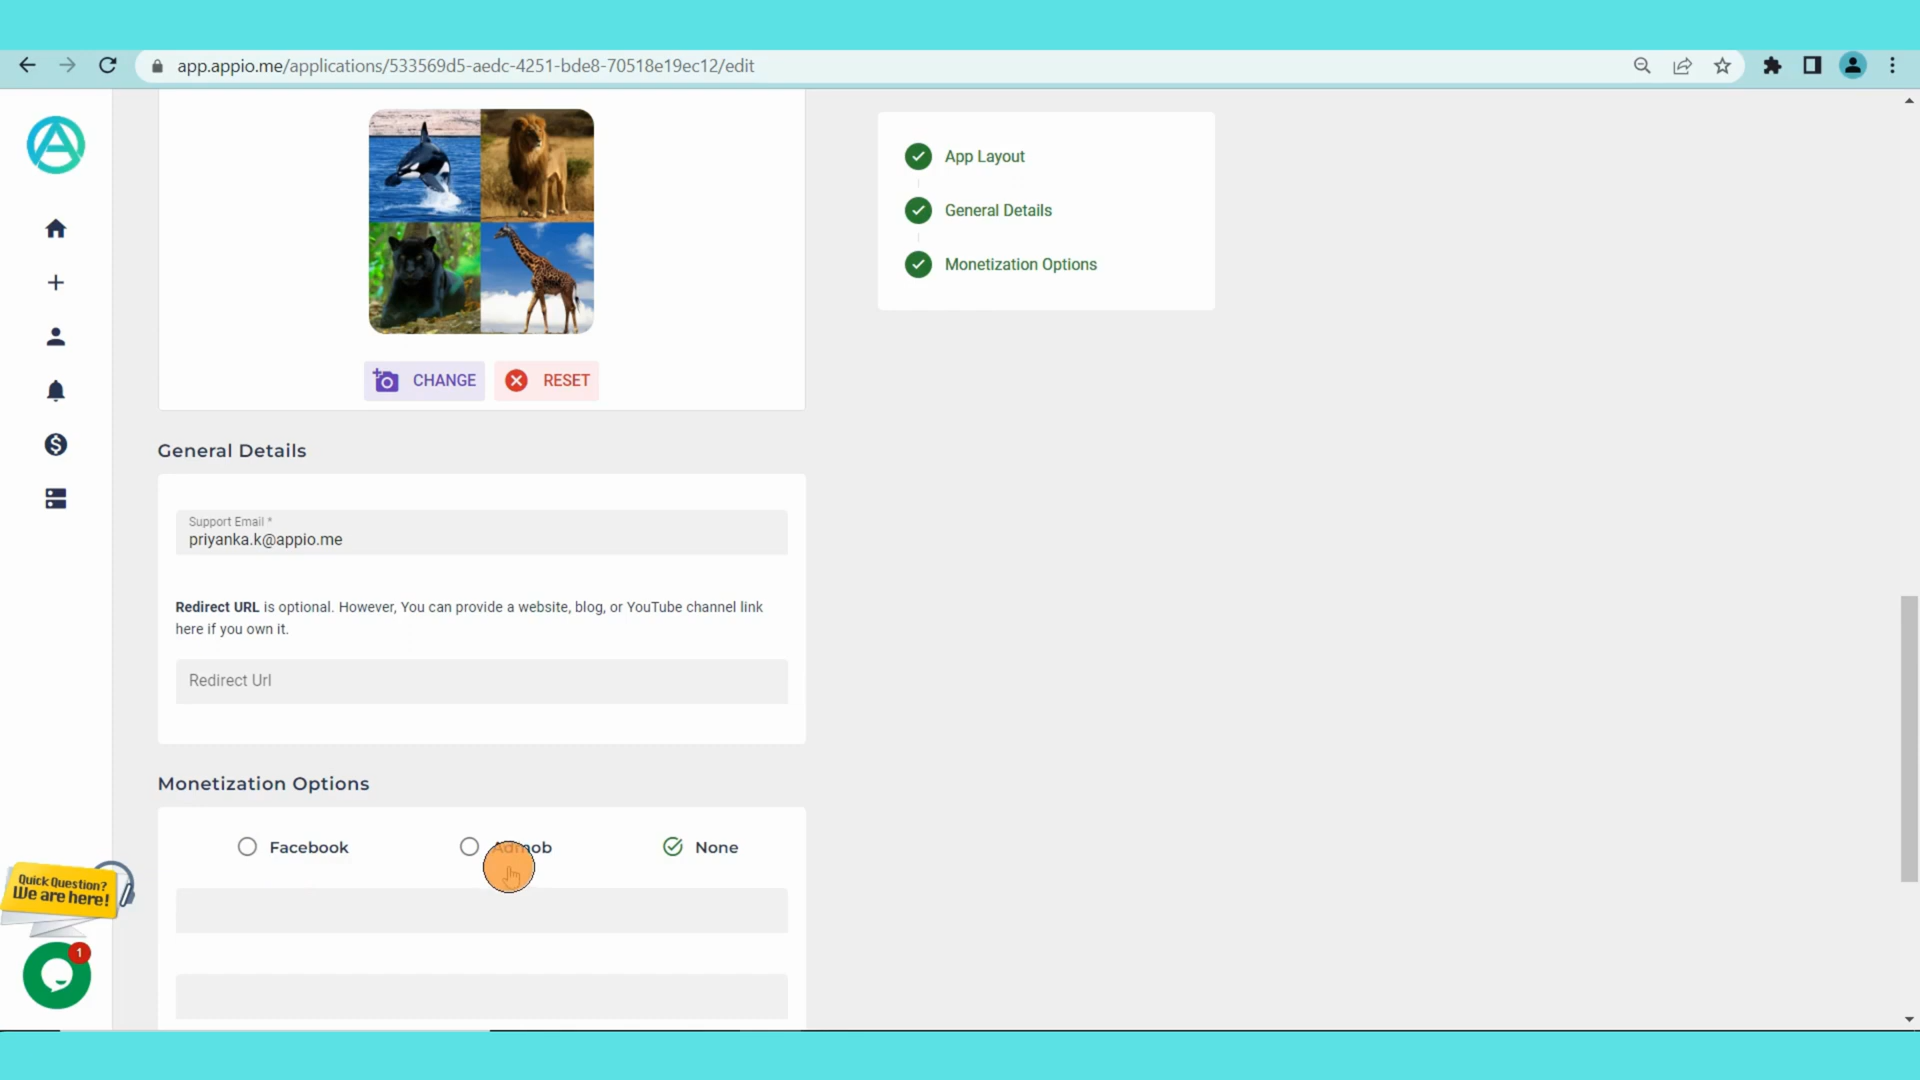 app.appio.me/applications/533569d5-aedc-4251-bde8-70518e19ec12/edit
App Layout
General Details
Monetization Options
CHANGE
RESET
General Details
Support Email *
priyanka.k@appio.me
Redirect URL is optional. However, You can provide a website, blog, or YouTube channel link
here if you own it.
Redirect Url
Monetization Options
Facebook
Admob
None
Quick Question?
We are here!
1